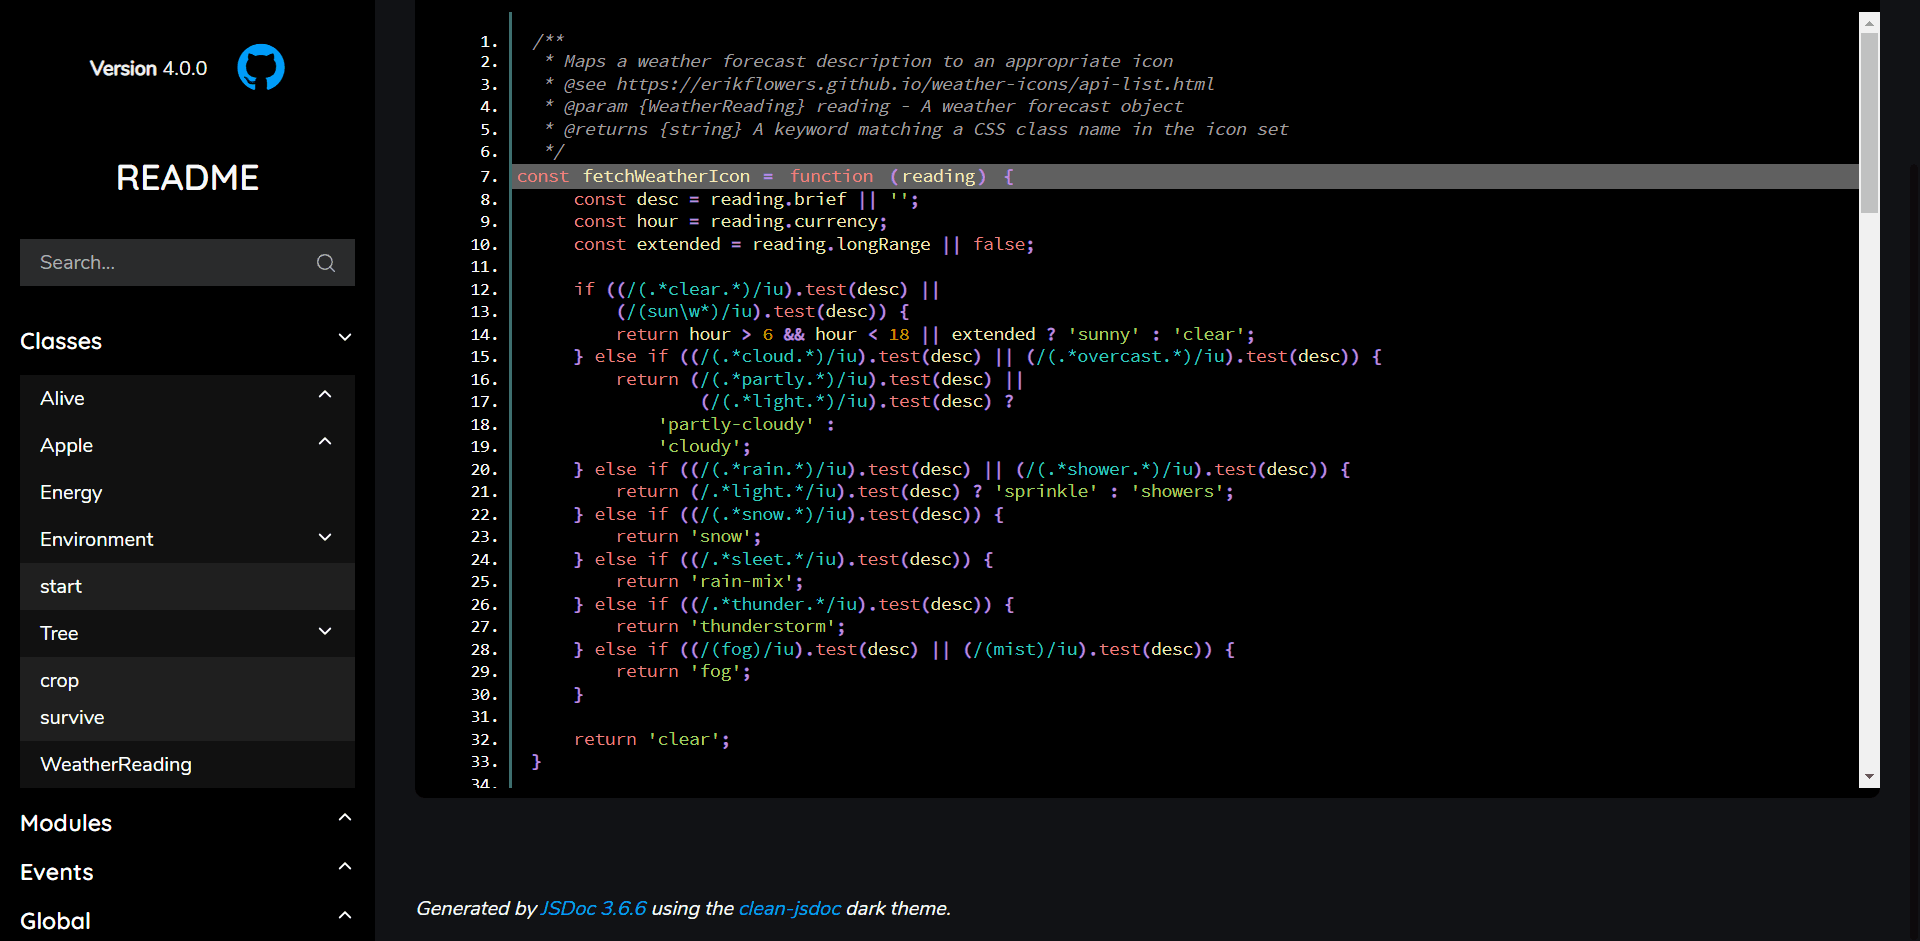 Version 4.0.0
README
Search...
Classes
Alive
Apple
Energy
Environment
start
Tree
crop
survive
WeatherReading
Modules
Events
Global
1. /**
2. * Maps a weather forecast description to an appropriate icon
3. * @see https://erikflowers.github.io/weather-icons/api-list.html
4. * @param {WeatherReading} reading - A weather forecast object
5. * @returns {string} A keyword matching a CSS class name in the icon set
6. */
7. const fetchWeatherIcon = function (reading) {
8. const desc = reading.brief || '';
9. const hour = reading.currency;
10. const extended = reading.longRange || false;
11.
12. if ((/(.*clear.*)/iu).test(desc) ||
13. (/(sun\w*)/iu).test(desc)) {
14. return hour > 6 && hour < 18 || extended ? 'sunny' : 'clear';
15. } else if ((/(.*cloud.*)/iu).test(desc) || (/(.*overcast.*)/iu).test(desc)) {
16. return (/(.*partly.*)/iu).test(desc) ||
17. (/(.*light.*)/iu).test(desc) ?
18. 'partly-cloudy' :
19. 'cloudy';
20. } else if ((/(.*rain.*)/iu).test(desc) || (/(.*shower.*)/iu).test(desc)) {
21. return (/.*light.*/iu).test(desc) ? 'sprinkle' : 'showers';
22. } else if ((/(.*snow.*)/iu).test(desc)) {
23. return 'snow';
24. } else if ((/.*sleet.*/iu).test(desc)) {
25. return 'rain-mix';
26. } else if ((/.*thunder.*/iu).test(desc)) {
27. return 'thunderstorm';
28. } else if ((/(fog)/iu).test(desc) || (/(mist)/iu).test(desc)) {
29. return 'fog';
30. }
31.
32. return 'clear';
33. }
34.
Generated by JSDoc 3.6.6 using the clean-jsdoc dark theme.